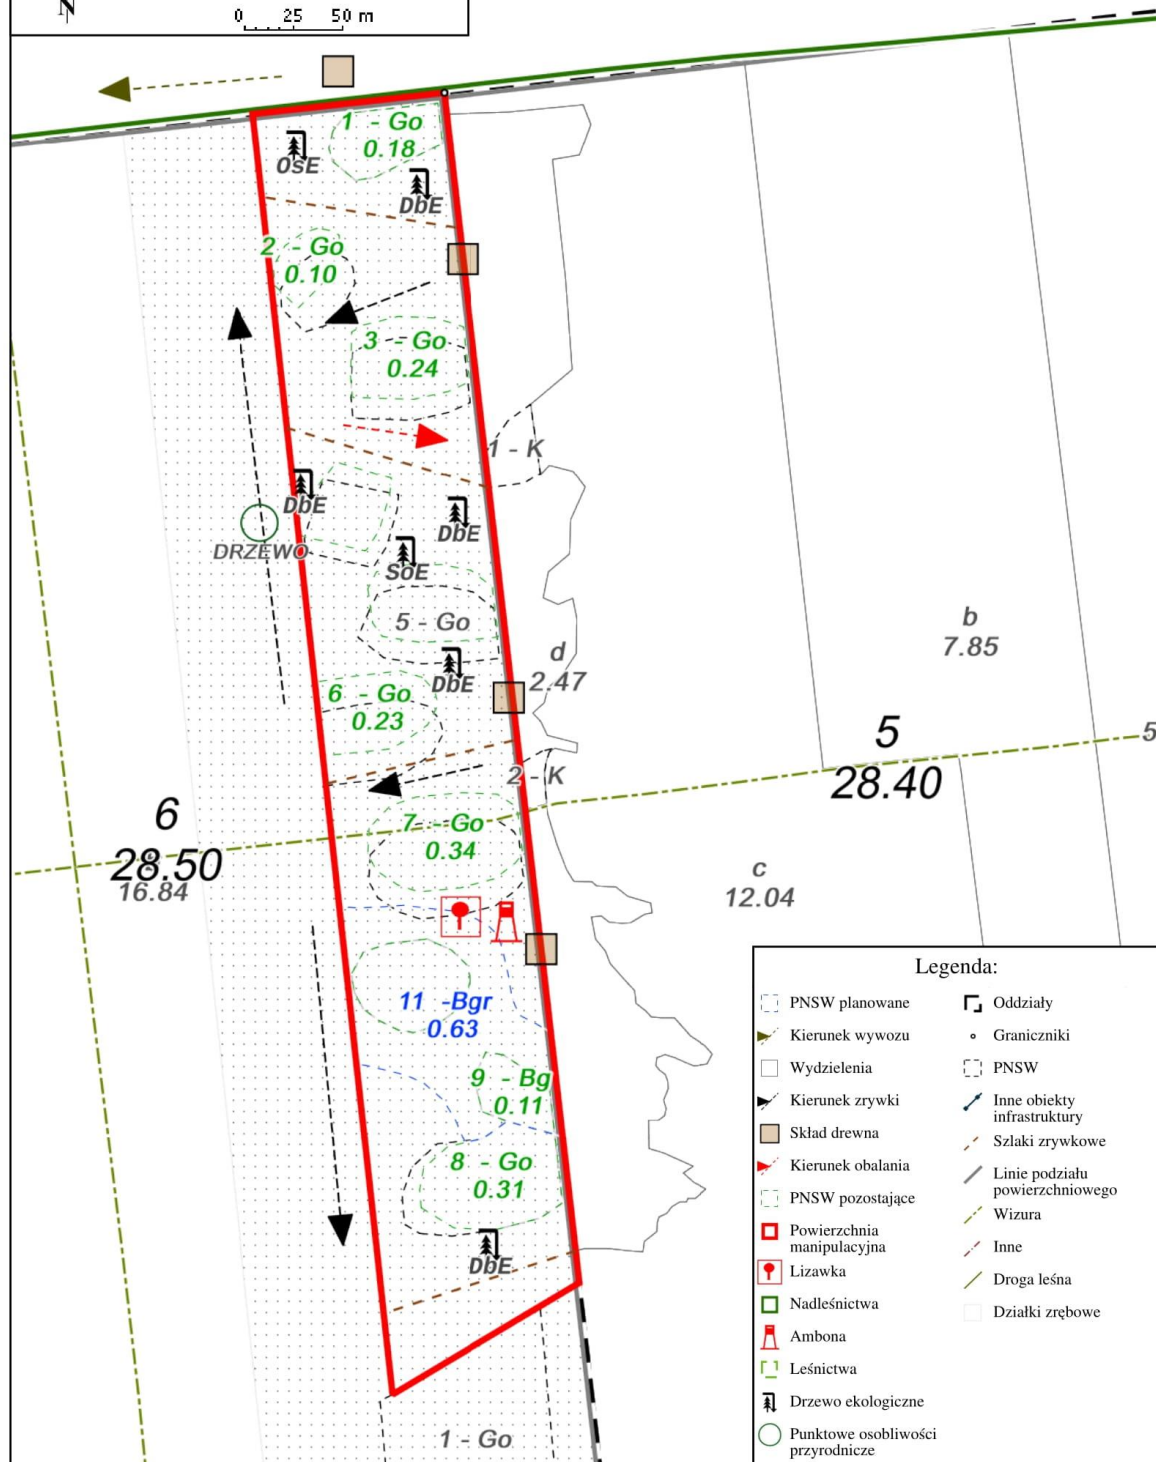 N
0 25 50 m
1 - Go
0.18
OsE
DbE
2 - Go
0.10
3 - Go
0.24
1 - K
DbE
DbE
DRZEWO
SoE
5 - Go
b
7.85
d
2.47
DbE
6 - Go
0.23
5
28.40
5
2 - K
6
28.50
16.84
7 - Go
0.34
c
12.04
11 -Bgr
0.63
9 - Bg
0.11
8 - Go
0.31
DbE
1 - Go
Legenda:
PNSW planowane
Kierunek wywozu
Wydzielenia
Kierunek zrywki
Skład drewna
Kierunek obalania
PNSW pozostające
Powierzchnia
manipulacyjna
Lizawka
Nadleśnictwa
Ambona
Leśnictwa
Drzewo ekologiczne
Punktowe osobliwości
przyrodnicze
Oddziały
Graniczniki
PNSW
Inne obiekty
infrastruktury
Szlaki zrywkowe
Linie podziału
powierzchniowego
Wizura
Inne
Droga leśna
Działki zrębowe